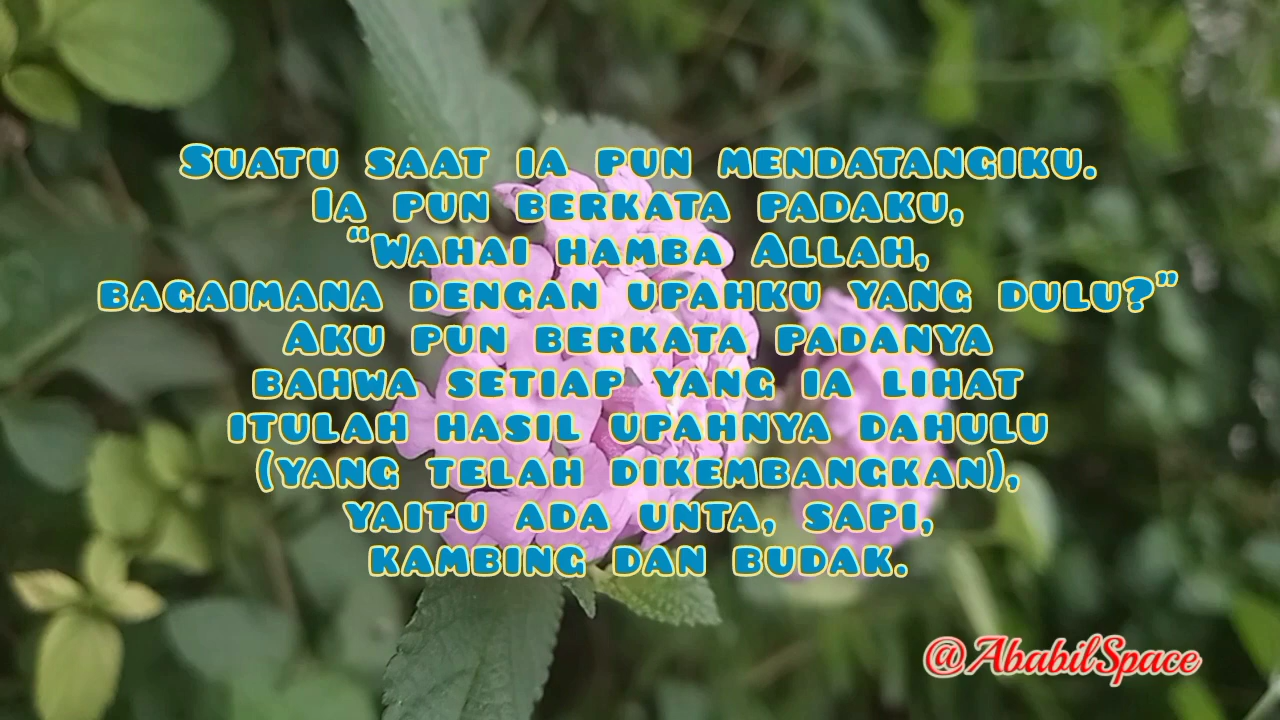 Suatu saat ia pun mendatangiku.
Ia pun berkata padaku,
“Wahai hamba Allah,
bagaimana dengan upahku yang dulu?”
Aku pun berkata padanya
bahwa setiap yang ia lihat
itulah hasil upahnya dahulu
(yang telah dikembangkan),
yaitu ada unta, sapi,
kambing dan budak.
@AbabilSpace